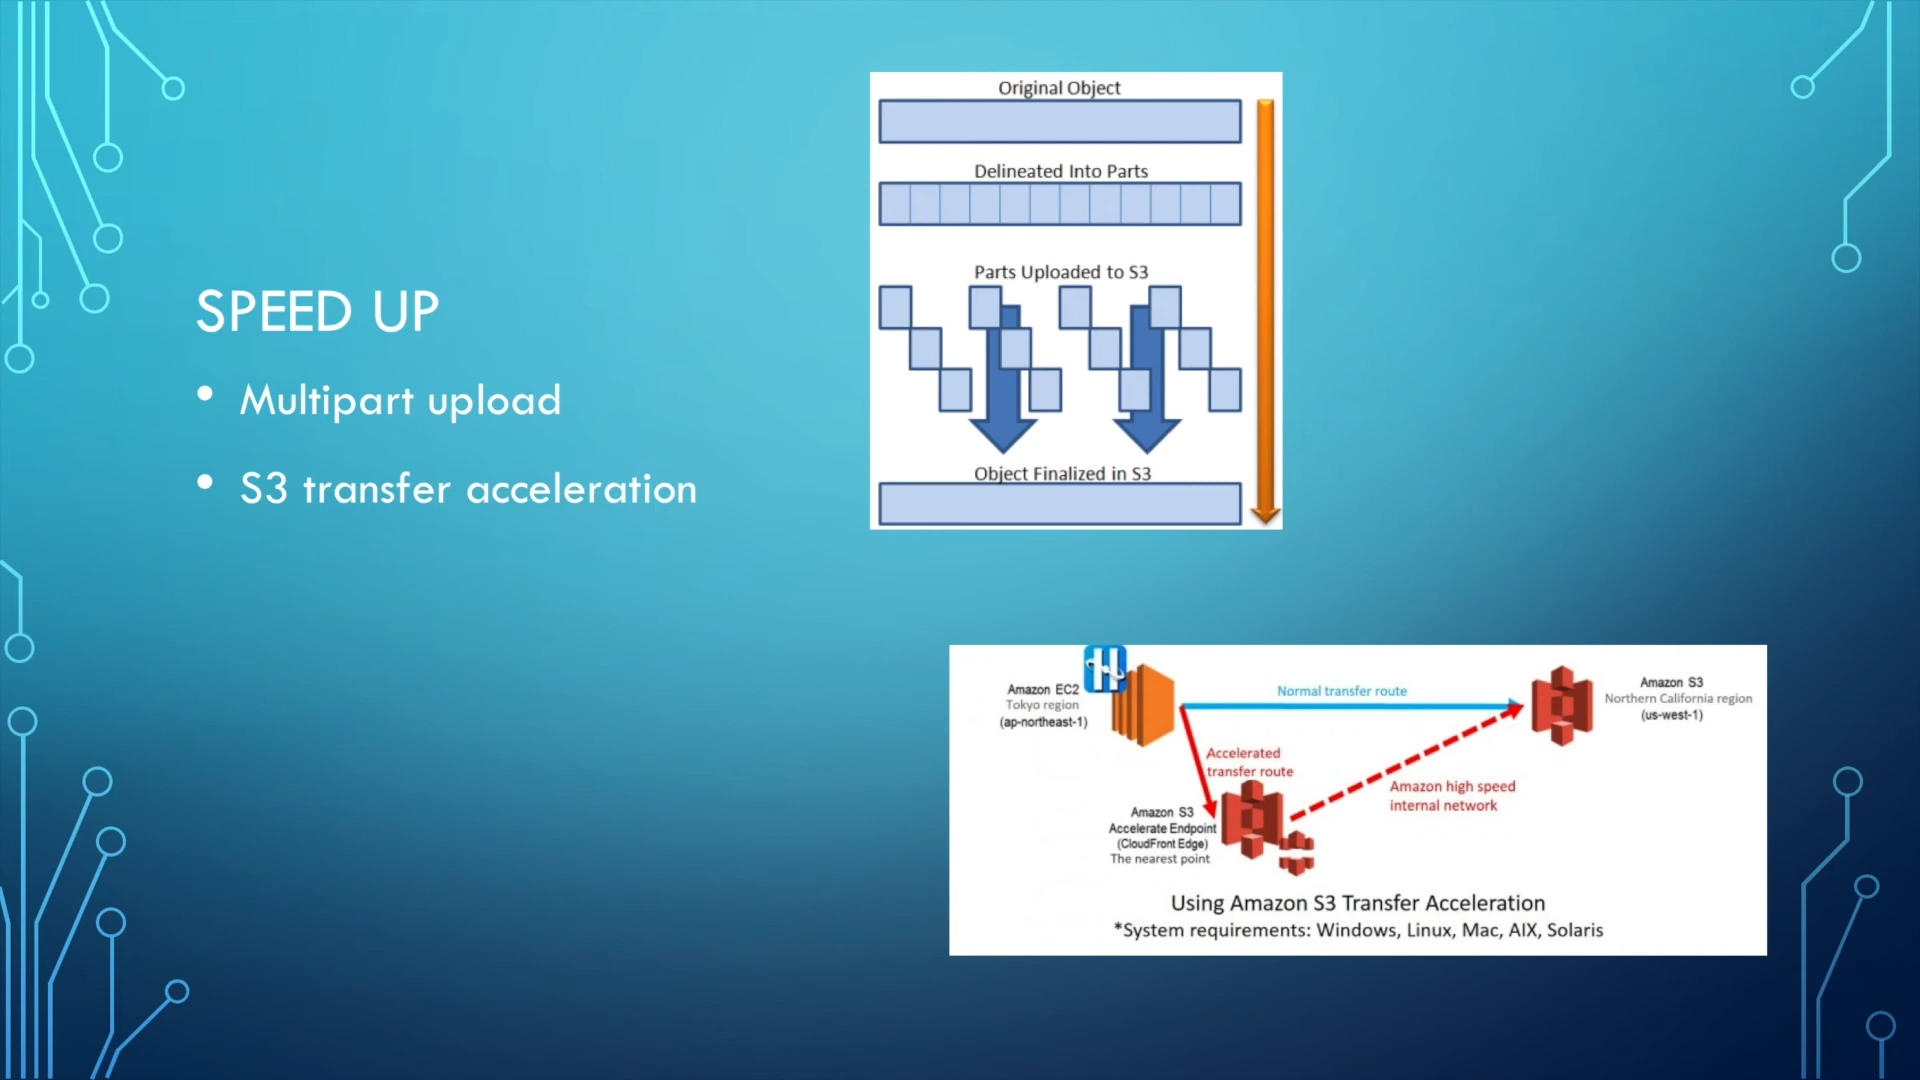 SPEED UP
• Multipart upload
• S3 transfer acceleration
Original Object
Delineated Into Parts
Parts Uploaded to S3
Object Finalized in S3
Amazon EC2
Tokyo region
(ap-northeast-1)
Normal transfer route
Amazon S3
Northern California region
(us-west-1)
Accelerated
transfer route
Amazon high speed
internal network
Amazon S3
Accelerate Endpoint
(CloudFront Edge)
The nearest point
Using Amazon S3 Transfer Acceleration
*System requirements: Windows, Linux, Mac, AIX, Solaris